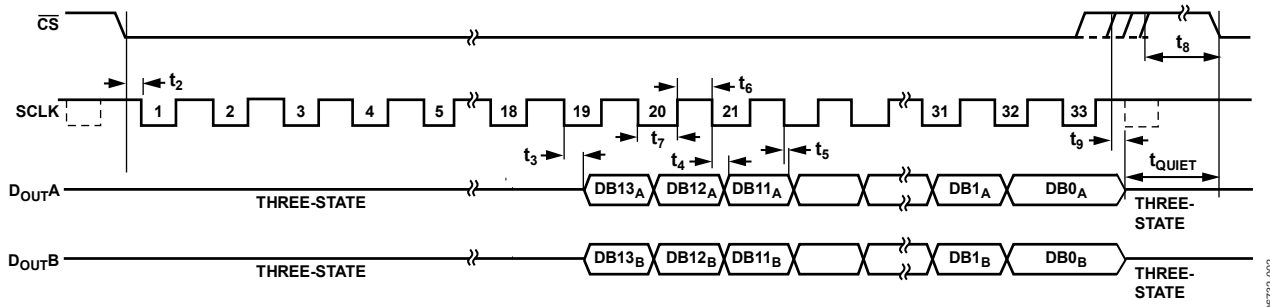 CS
t8
t2
t6
SCLK
1 2 3 4 5 18 19 20 21 31 32 33
t3
t7
t4
t5
t9
tQUIET
DOUTA
THREE-STATE
DB13A DB12A DB11A DB1A DB0A
THREE-
STATE
DOUTB
THREE-STATE
DB13B DB12B DB11B DB1B DB0B
THREE-
STATE